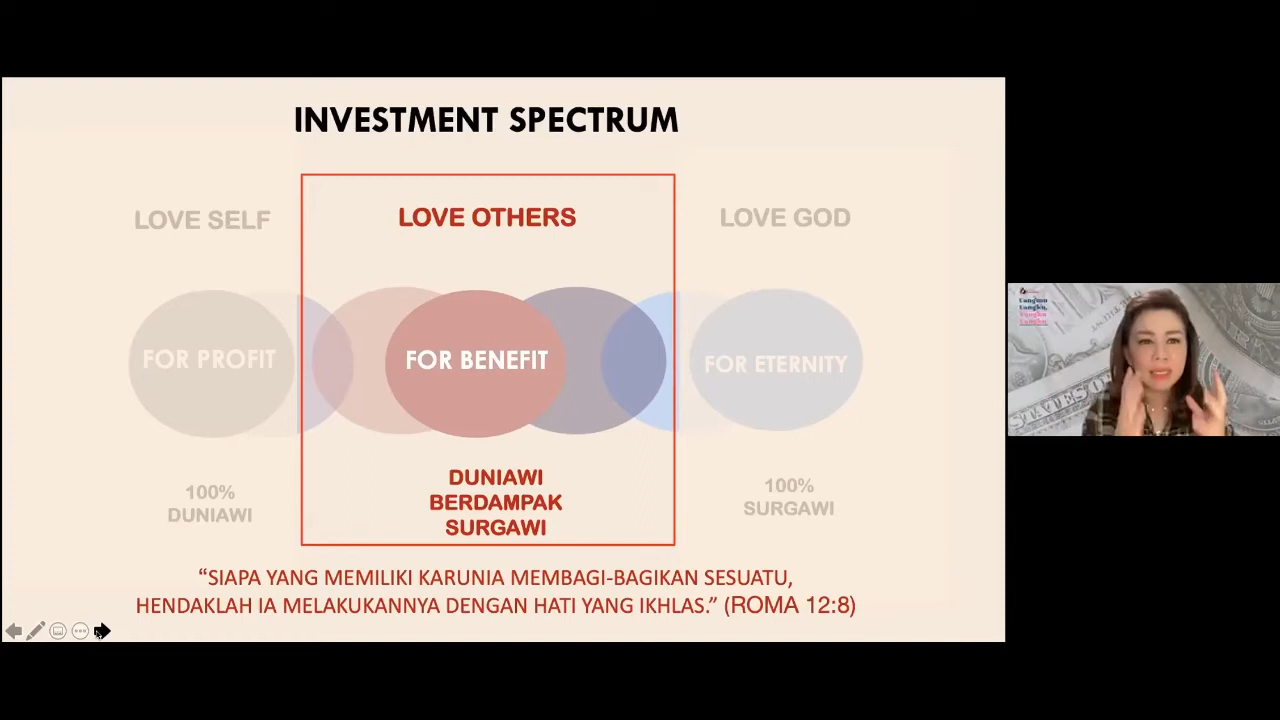 INVESTMENT SPECTRUM
LOVE SELF
LOVE OTHERS
LOVE GOD
FOR PROFIT
FOR BENEFIT
FOR ETERNITY
100%
DUNIAWI
DUNIAWI
BERDAMPAK
SURGAWI
100%
SURGAWI
“SIAPA YANG MEMILIKI KARUNIA MEMBAGI-BAGIKAN SESUATU,
HENDAKLAH IA MELAKUKANNYA DENGAN HATI YANG IKHLAS.” (ROMA 12:8)
STATES OF